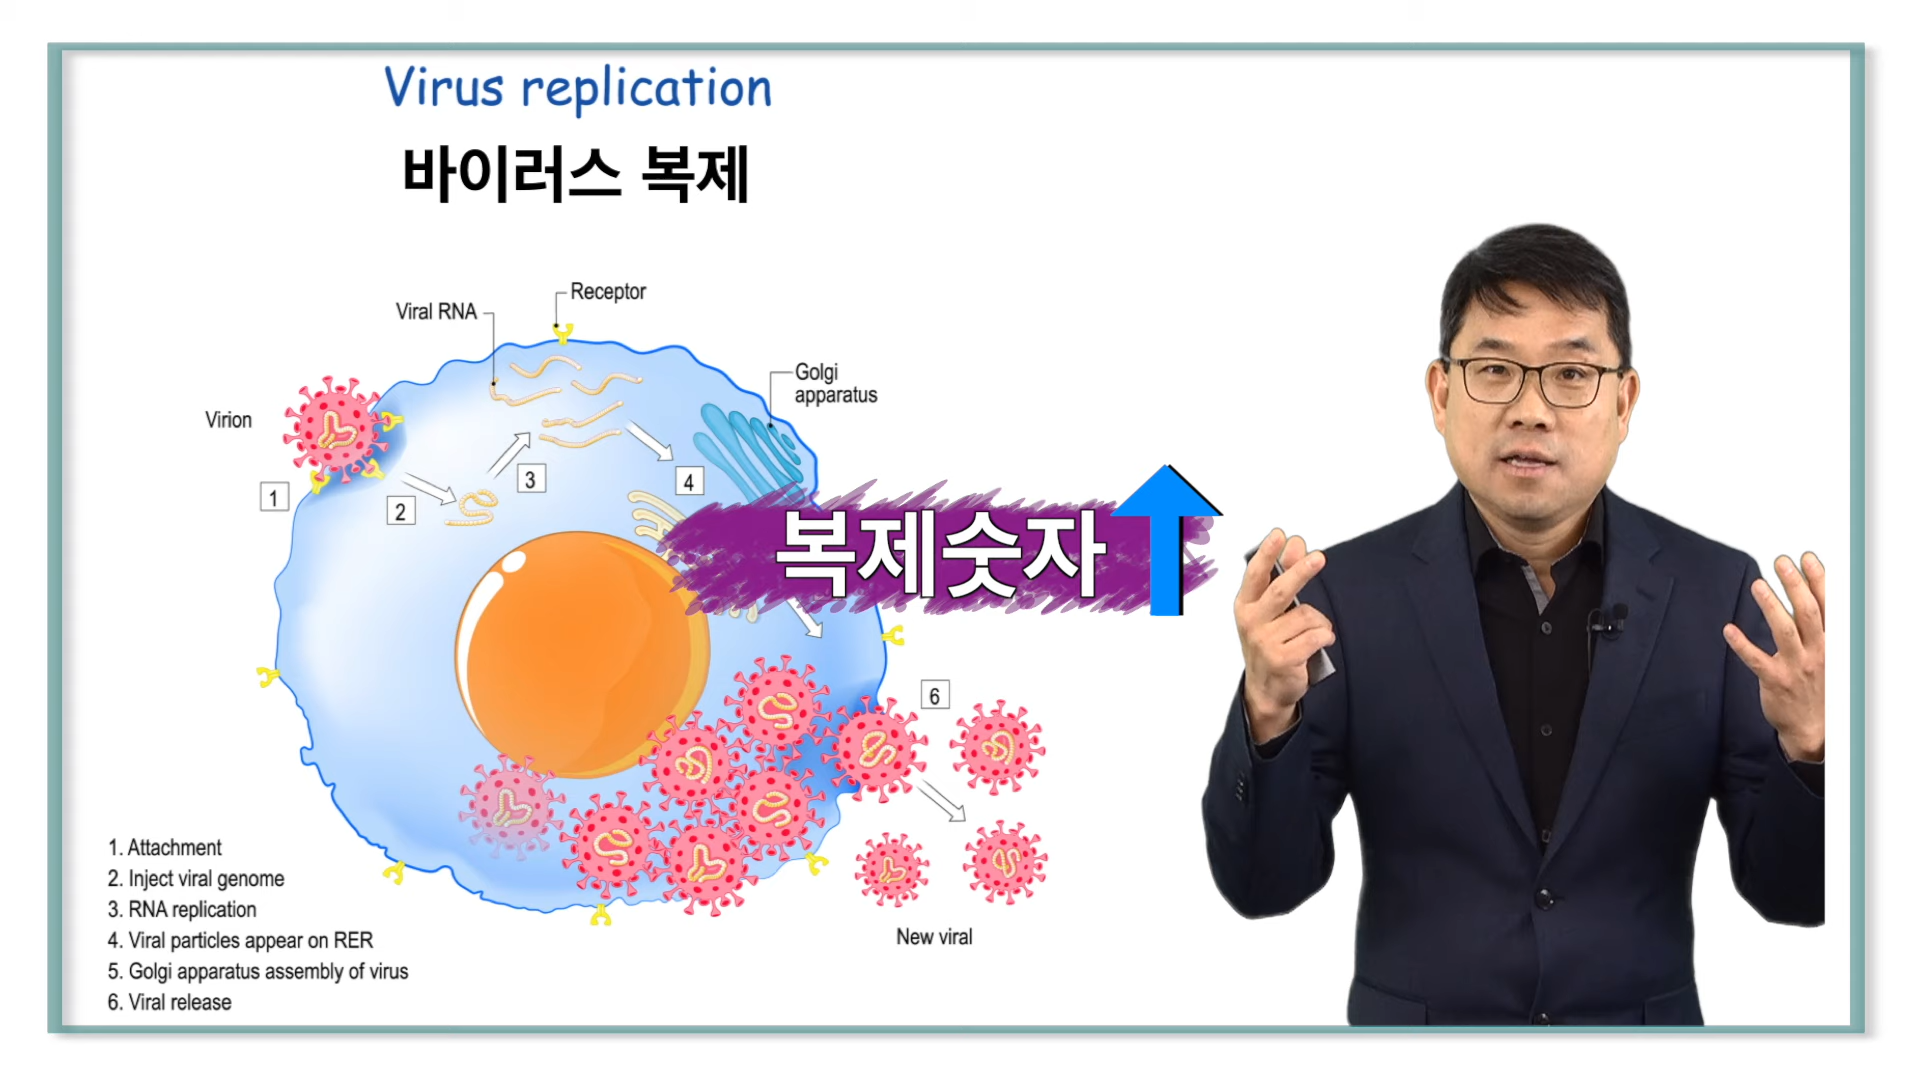 Virus replication
바이러스 복제
Receptor
Viral RNA
Golgi
apparatus
Virion
1
2
3
4
복제숫자
6
New viral
1. Attachment
2. Inject viral genome
3. RNA replication
4. Viral particles appear on RER
5. Golgi apparatus assembly of virus
6. Viral release